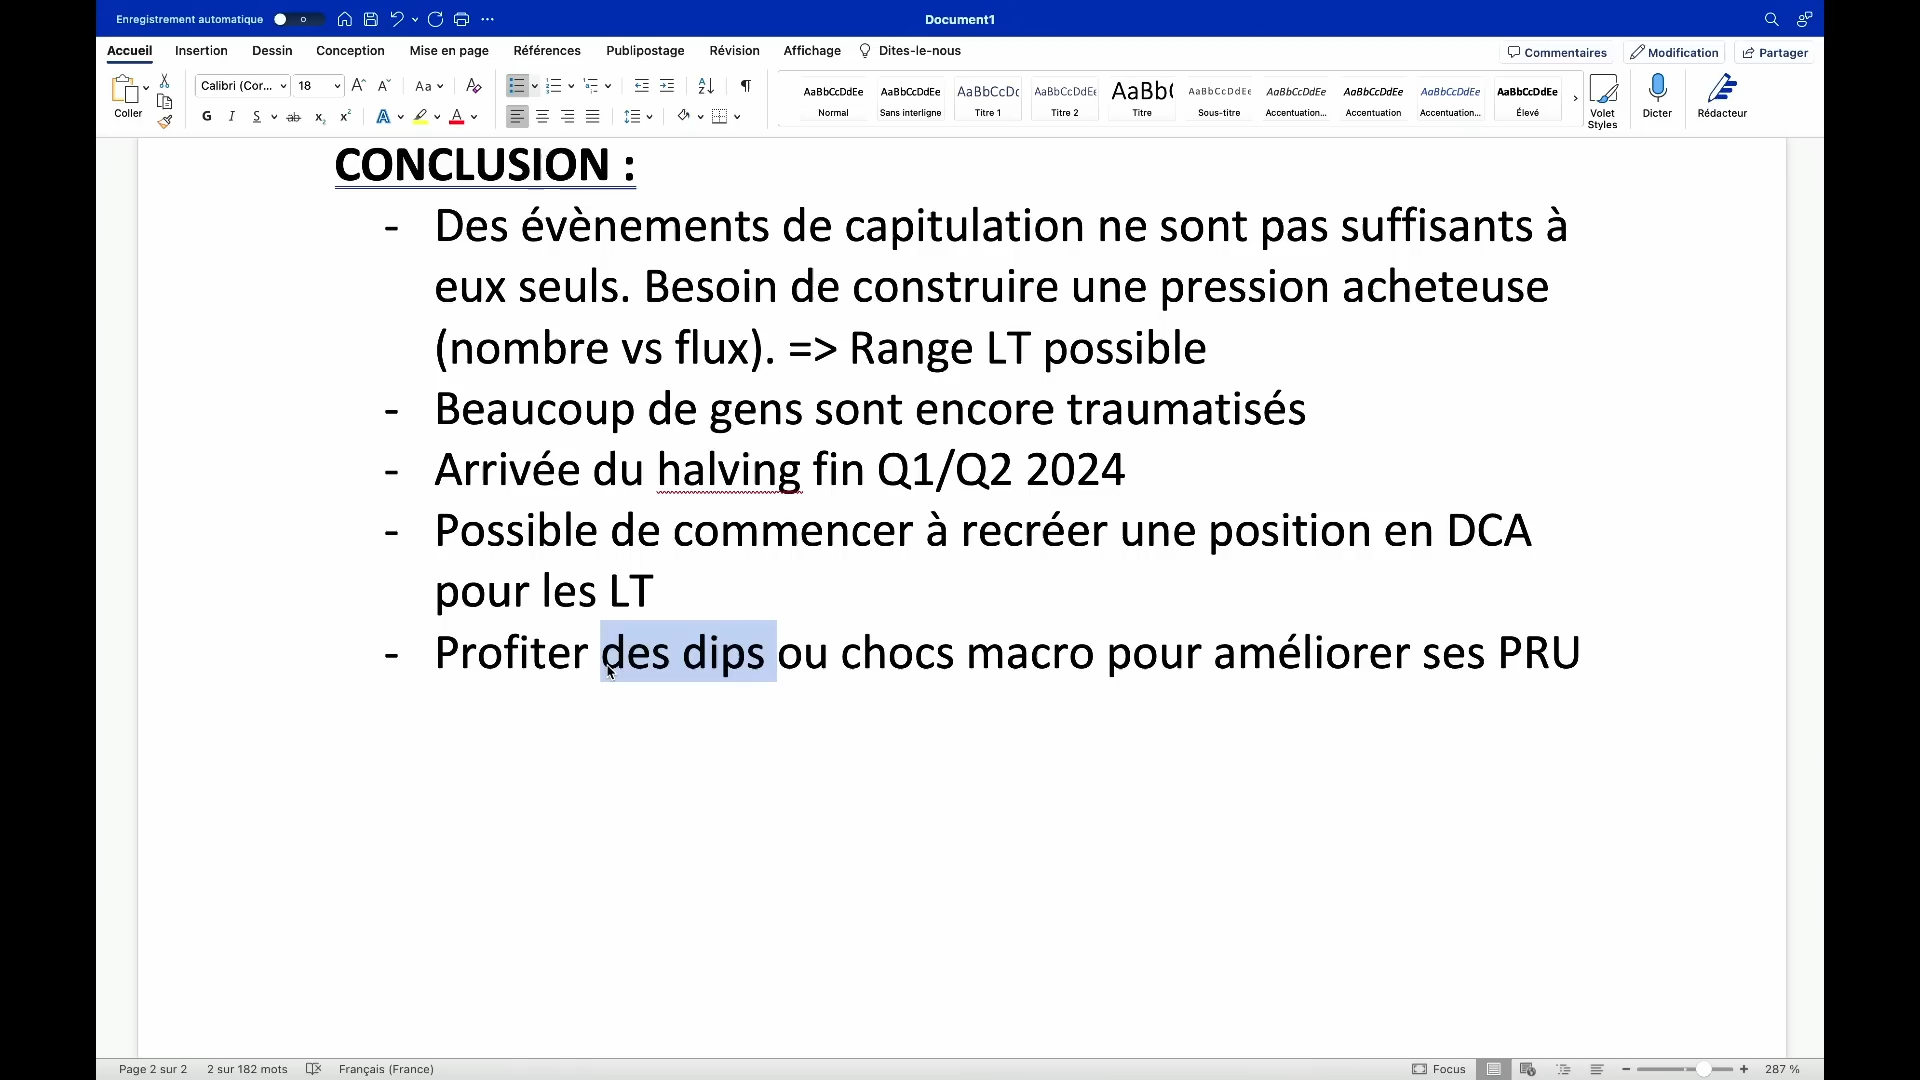 Enregistrement automatique
Document1
Accueil Insertion Dessin Conception Mise en page Références Publipostage Révision Affichage Dites-le-nous
Commentaires Modification Partager
Coller
Calibri (Cor... 18
Aa
G I S ab x x A A
AaBbCcDdEe AaBbCcDdEe AaBbCcDc AaBbCcDdEe AaBb( AaBbCcDdEe AaBbCcDdEe AaBbCcDdEe AaBbCcDdEe AaBbCcDdEe
Normal Sans interligne Titre 1 Titre 2 Titre Sous-titre Accentuation... Accentuation Accentuation... Élevé
Volet Styles
Dicter
Rédacteur
CONCLUSION :
- Des évènements de capitulation ne sont pas suffisants à
eux seuls. Besoin de construire une pression acheteuse
(nombre vs flux). => Range LT possible
- Beaucoup de gens sont encore traumatisés
- Arrivée du halving fin Q1/Q2 2024
- Possible de commencer à recréer une position en DCA
pour les LT
- Profiter des dips ou chocs macro pour améliorer ses PRU
Page 2 sur 2 2 sur 182 mots Français (France)
Focus 287 %